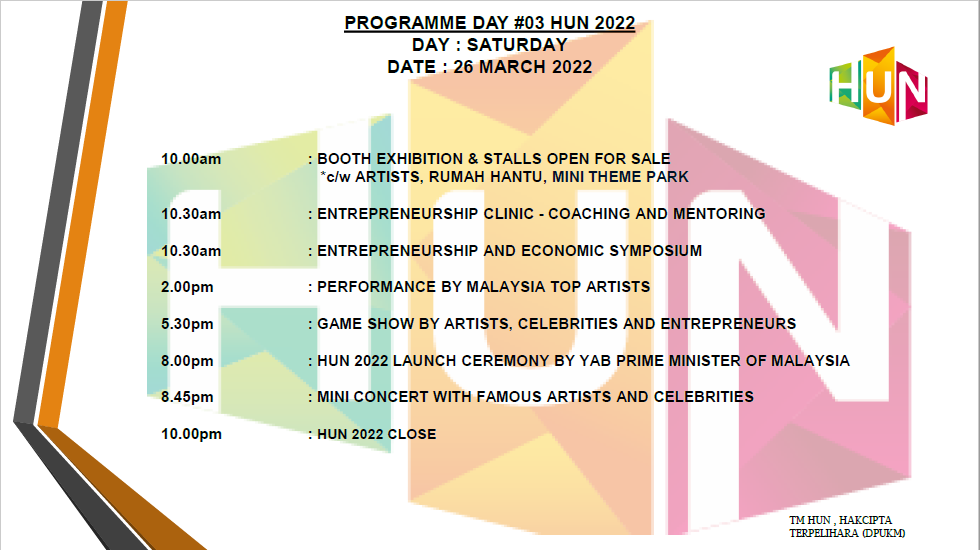 PROGRAMME DAY #03 HUN 2022
DAY : SATURDAY
DATE : 26 MARCH 2022
HUN
10.00am : BOOTH EXHIBITION & STALLS OPEN FOR SALE
*c/w ARTISTS, RUMAH HANTU, MINI THEME PARK
10.30am : ENTREPRENEURSHIP CLINIC - COACHING AND MENTORING
10.30am : ENTREPRENEURSHIP AND ECONOMIC SYMPOSIUM
2.00pm : PERFORMANCE BY MALAYSIA TOP ARTISTS
5.30pm : GAME SHOW BY ARTISTS, CELEBRITIES AND ENTREPRENEURS
8.00pm : HUN 2022 LAUNCH CEREMONY BY YAB PRIME MINISTER OF MALAYSIA
8.45pm : MINI CONCERT WITH FAMOUS ARTISTS AND CELEBRITIES
10.00pm : HUN 2022 CLOSE
HUN
TM HUN , HAKCIPTA
TERPELIHARA (DPUKM)